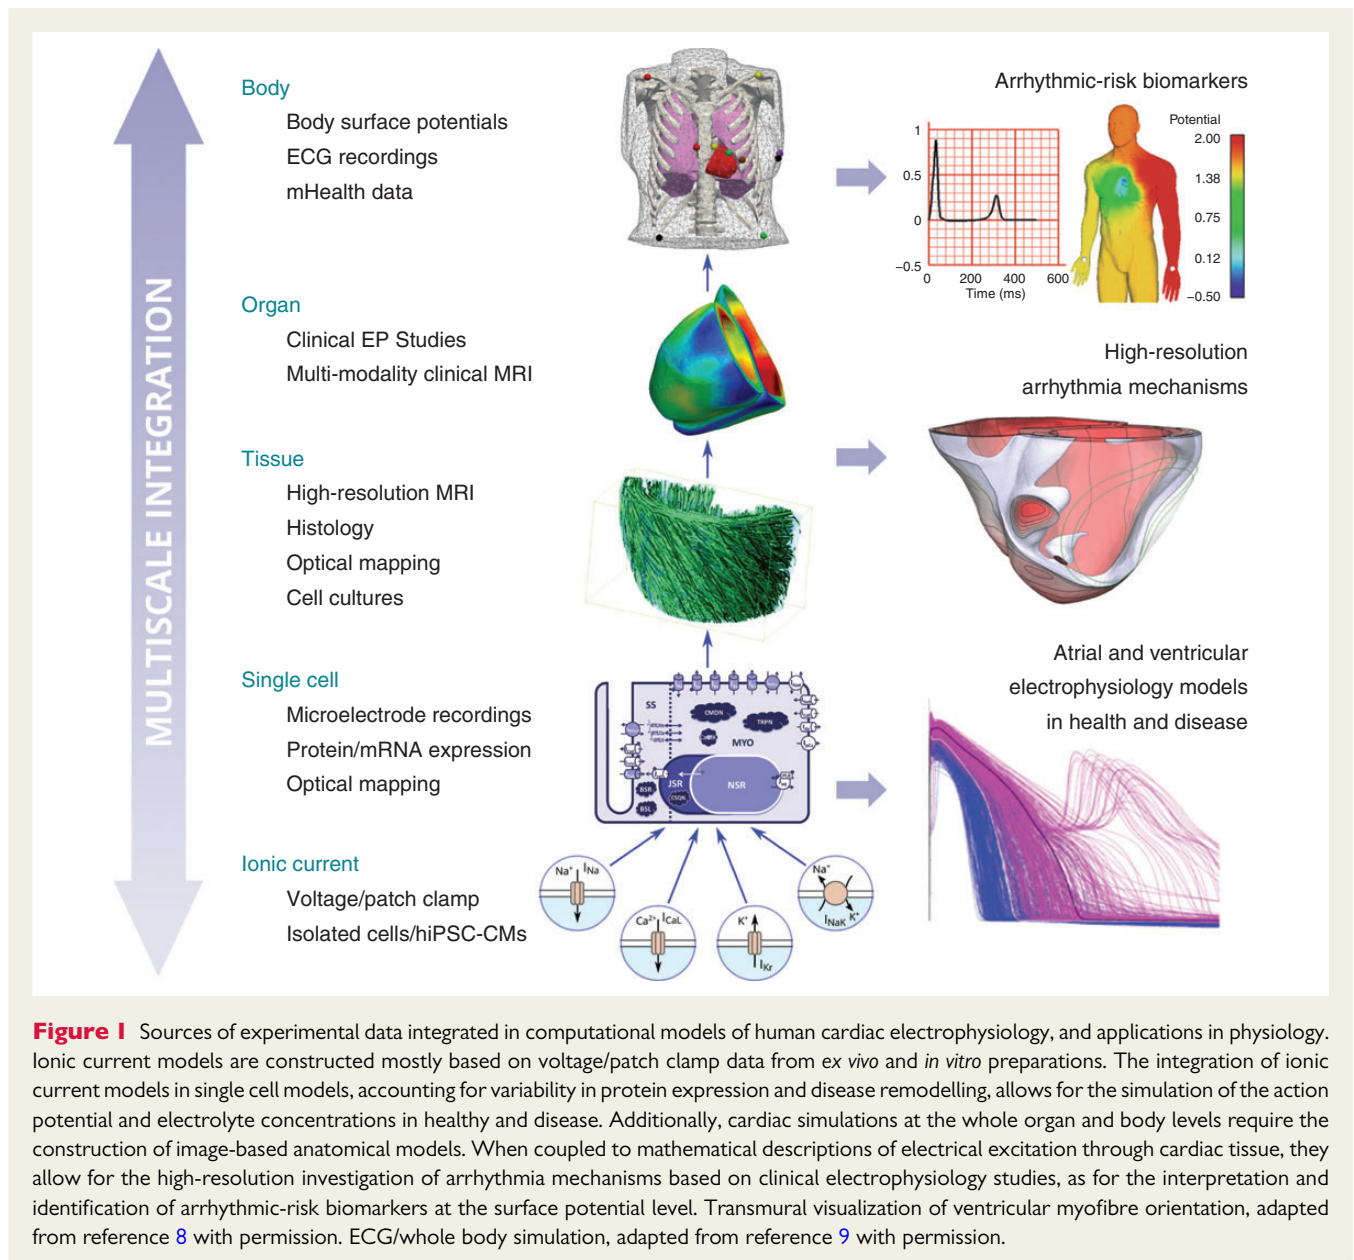 MULTISCALE INTEGRATION
Body
Body surface potentials
ECG recordings
mHealth data
Organ
Clinical EP Studies
Multi-modality clinical MRI
Tissue
High-resolution MRI
Histology
Optical mapping
Cell cultures
Single cell
Microelectrode recordings
Protein/mRNA expression
Optical mapping
Ionic current
Voltage/patch clamp
Isolated cells/hiPSC-CMs
SS
CMDN
TRPN
MYO
JSR
NSR
BSR
CSQN
BSL
Na⁺ I_Na
Ca²⁺ I_CaL
K⁺
I_Kr
Na⁺
I_NaK K⁺
Arrhythmic-risk biomarkers
1
0.5
0
−0.5
0 200 400 600
Time (ms)
Potential
2.00
1.38
0.75
0.12
−0.50
High-resolution
arrhythmia mechanisms
Atrial and ventricular
electrophysiology models
in health and disease
Figure 1 Sources of experimental data integrated in computational models of human cardiac electrophysiology, and applications in physiology.
Ionic current models are constructed mostly based on voltage/patch clamp data from ex vivo and in vitro preparations. The integration of ionic
current models in single cell models, accounting for variability in protein expression and disease remodelling, allows for the simulation of the action
potential and electrolyte concentrations in healthy and disease. Additionally, cardiac simulations at the whole organ and body levels require the
construction of image-based anatomical models. When coupled to mathematical descriptions of electrical excitation through cardiac tissue, they
allow for the high-resolution investigation of arrhythmia mechanisms based on clinical electrophysiology studies, as for the interpretation and
identification of arrhythmic-risk biomarkers at the surface potential level. Transmural visualization of ventricular myofibre orientation, adapted
from reference 8 with permission. ECG/whole body simulation, adapted from reference 9 with permission.